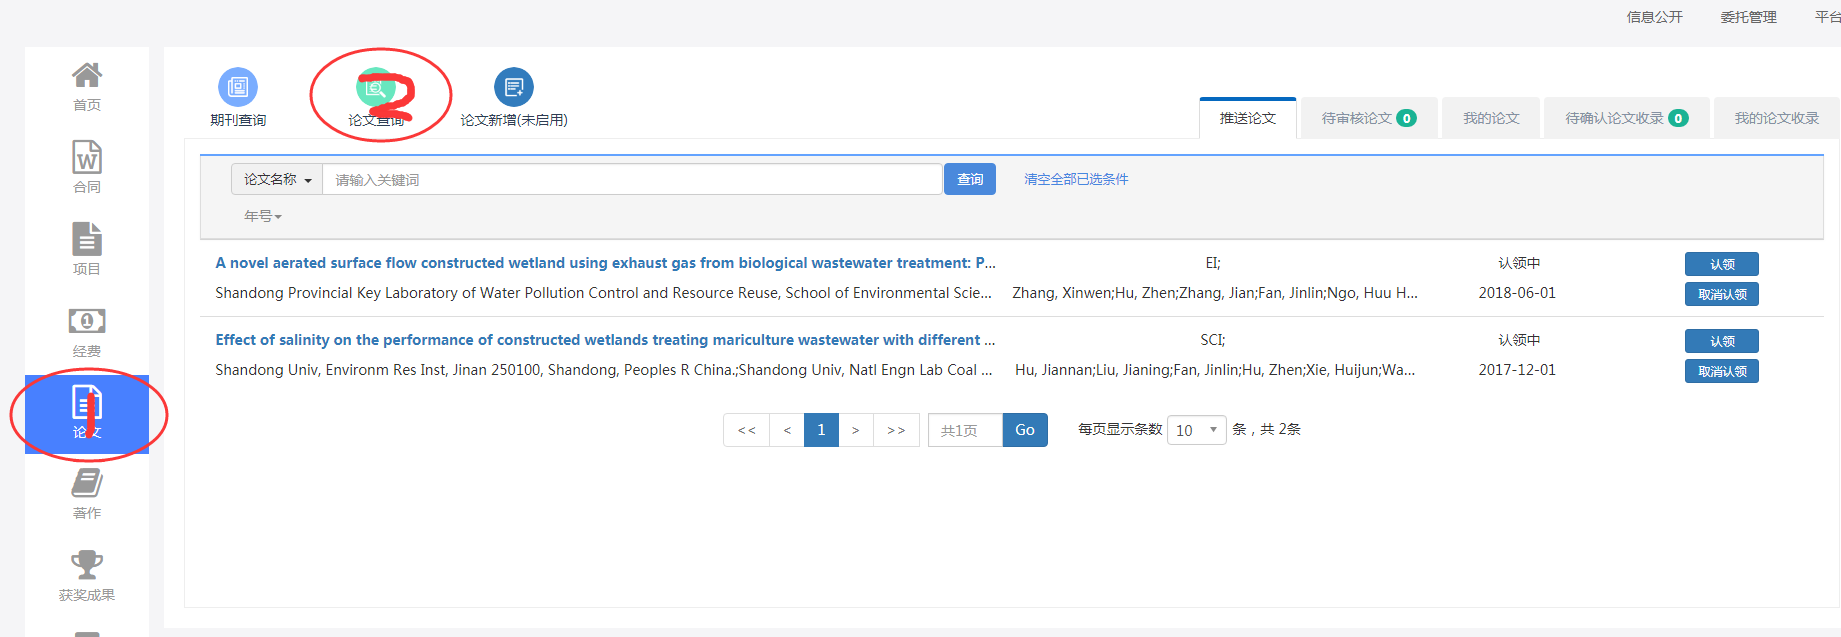 信息公开 委托管理 平台
首页
合同
项目
经费
论文
著作
获奖成果
期刊查询 论文查询 论文新增(未启用)
1
2
推送论文 待审核论文 0 我的论文 待确认论文收录 0 我的论文收录
论文名称 请输入关键词 查询 清空全部已选条件
年号
A novel aerated surface flow constructed wetland using exhaust gas from biological wastewater treatment: P... EI; 认领中 认领
Shandong Provincial Key Laboratory of Water Pollution Control and Resource Reuse, School of Environmental Scie... Zhang, Xinwen;Hu, Zhen;Zhang, Jian;Fan, Jinlin;Ngo, Huu H... 2018-06-01 取消认领
Effect of salinity on the performance of constructed wetlands treating mariculture wastewater with different ... SCI; 认领中 认领
Shandong Univ, Environm Res Inst, Jinan 250100, Shandong, Peoples R China.;Shandong Univ, Natl Engn Lab Coal ... Hu, Jiannan;Liu, Jianing;Fan, Jinlin;Hu, Zhen;Xie, Huijun;Wa... 2017-12-01 取消认领
<< < 1 > >> 共1页 Go 每页显示条数 10 条，共 2条